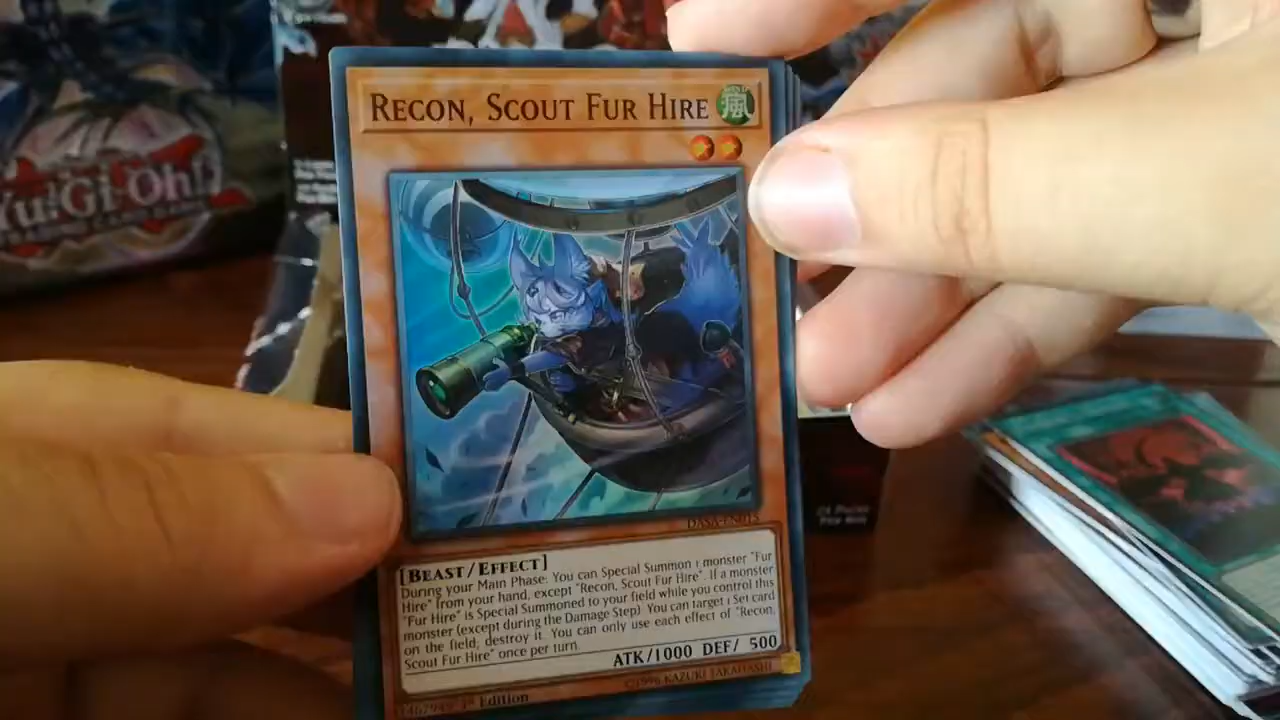 Yu-Gi-Oh!
RECON, SCOUT FUR HIRE
風
DASA-EN015
[BEAST/EFFECT]
During your Main Phase: You can Special Summon 1 monster "Fur
Hire" from your hand, except "Recon, Scout Fur Hire". If a monster
"Fur Hire" is Special Summoned to your field while you control this
monster (except during the Damage Step): You can target 1 Set card
on the field; destroy it. You can only use each effect of "Recon,
Scout Fur Hire" once per turn.
ATK/1000 DEF/ 500
1st Edition
©1996 KAZUKI TAKAHASHI